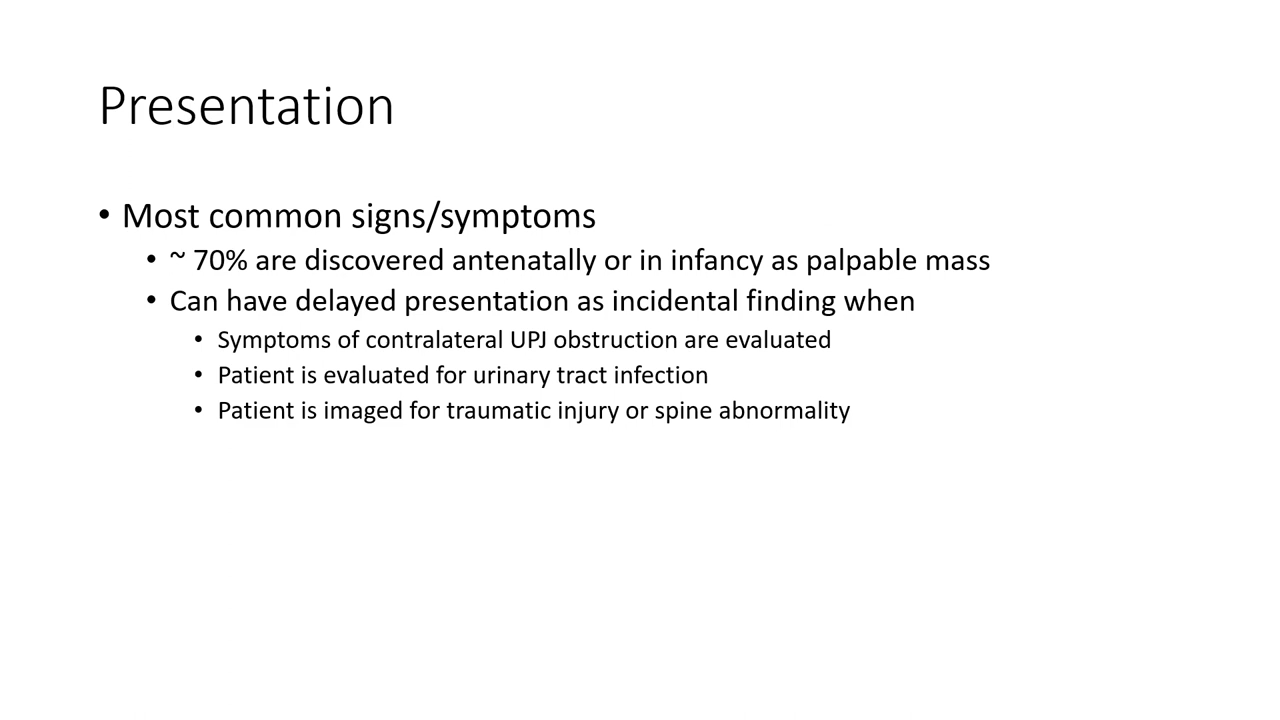 Presentation
• Most common signs/symptoms
• ~ 70% are discovered antenatally or in infancy as palpable mass
• Can have delayed presentation as incidental finding when
• Symptoms of contralateral UPJ obstruction are evaluated
• Patient is evaluated for urinary tract infection
• Patient is imaged for traumatic injury or spine abnormality